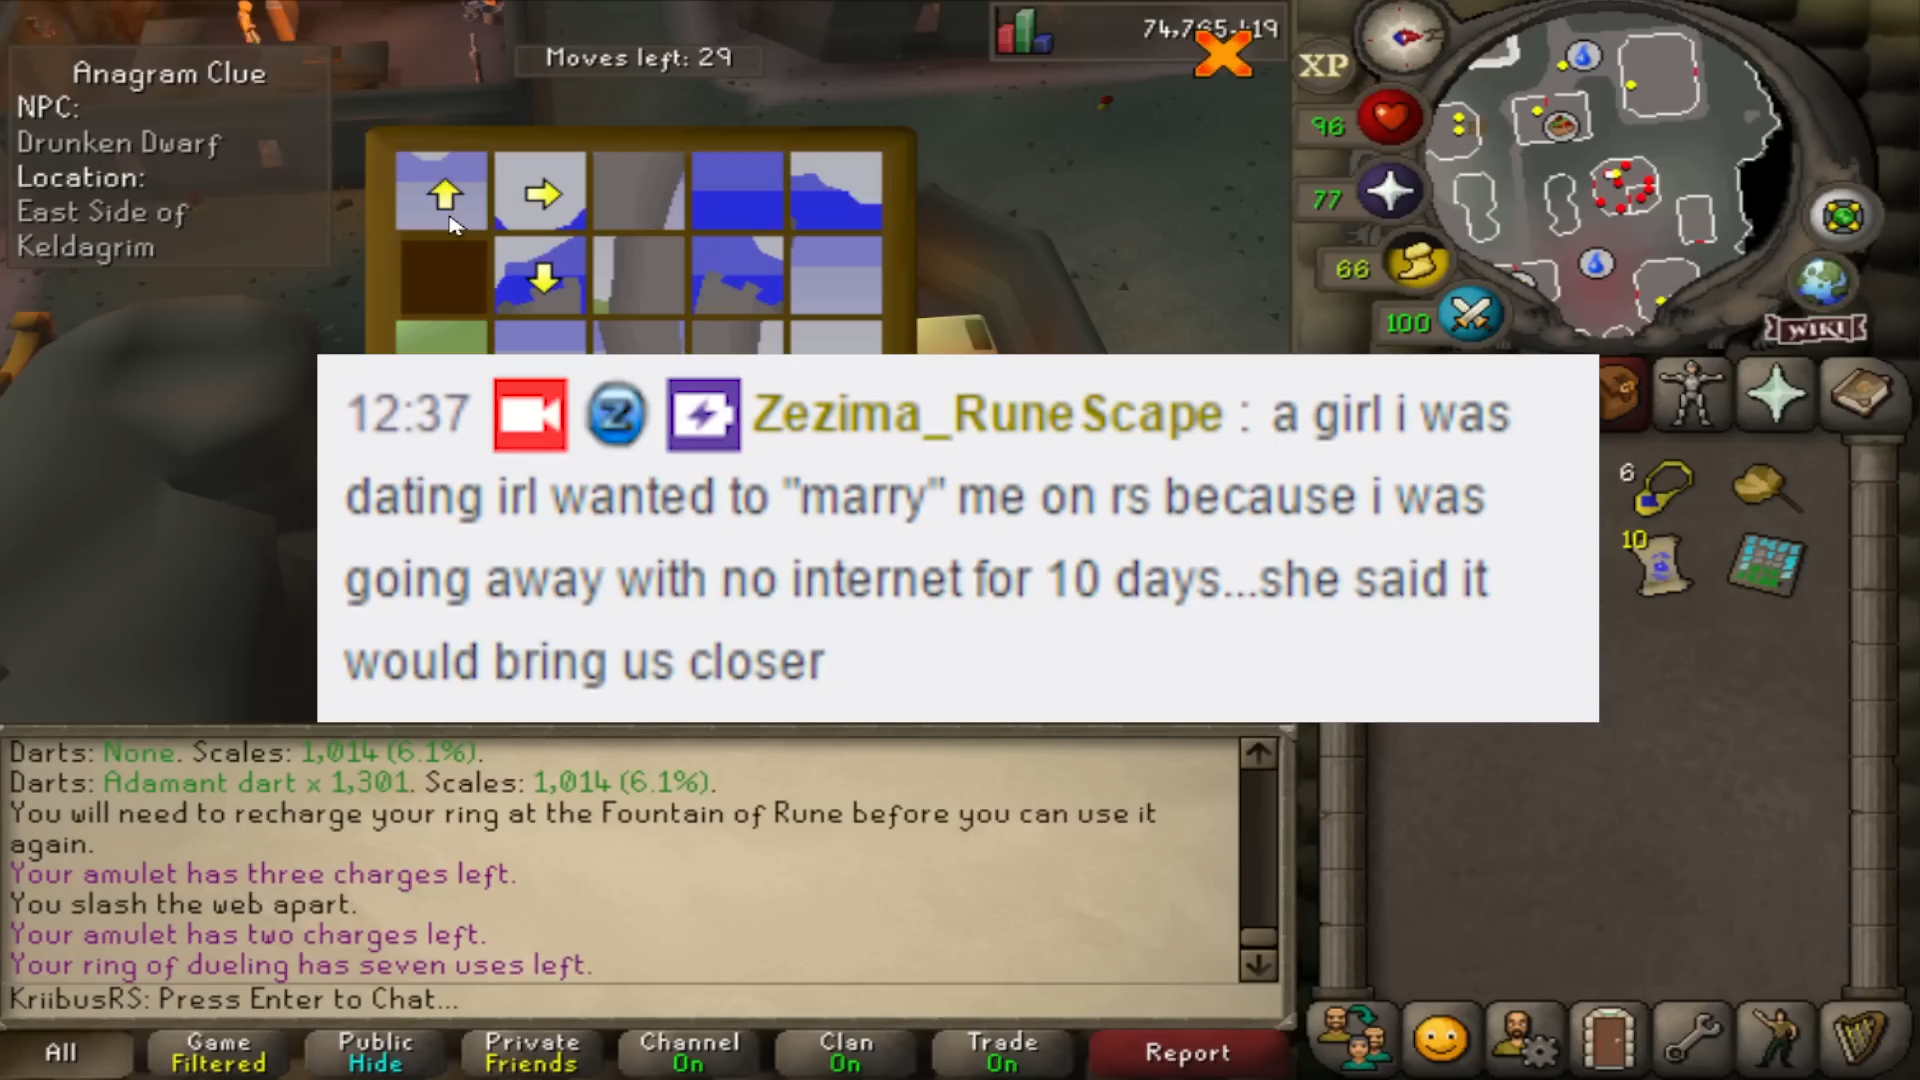 Anagram Clue
NPC:
Drunken Dwarf
Location:
East Side of
Keldagrim
Moves left: 29
XP
96
77
66
100
WIKI
6
10
12:37 Zezima_RuneScape : a girl i was
dating irl wanted to "marry" me on rs because i was
going away with no internet for 10 days...she said it
would bring us closer
Darts: None. Scales: 1,014 (6.1%).
Darts: Adamant dart x 1,301. Scales: 1,014 (6.1%).
You will need to recharge your ring at the Fountain of Rune before you can use it
again.
Your amulet has three charges left.
You slash the web apart.
Your amulet has two charges left.
Your ring of dueling has seven uses left.
KriibusRS: Press Enter to Chat...
All
Game
Filtered
Public
Hide
Private
Friends
Channel
On
Clan
On
Trade
On
Report